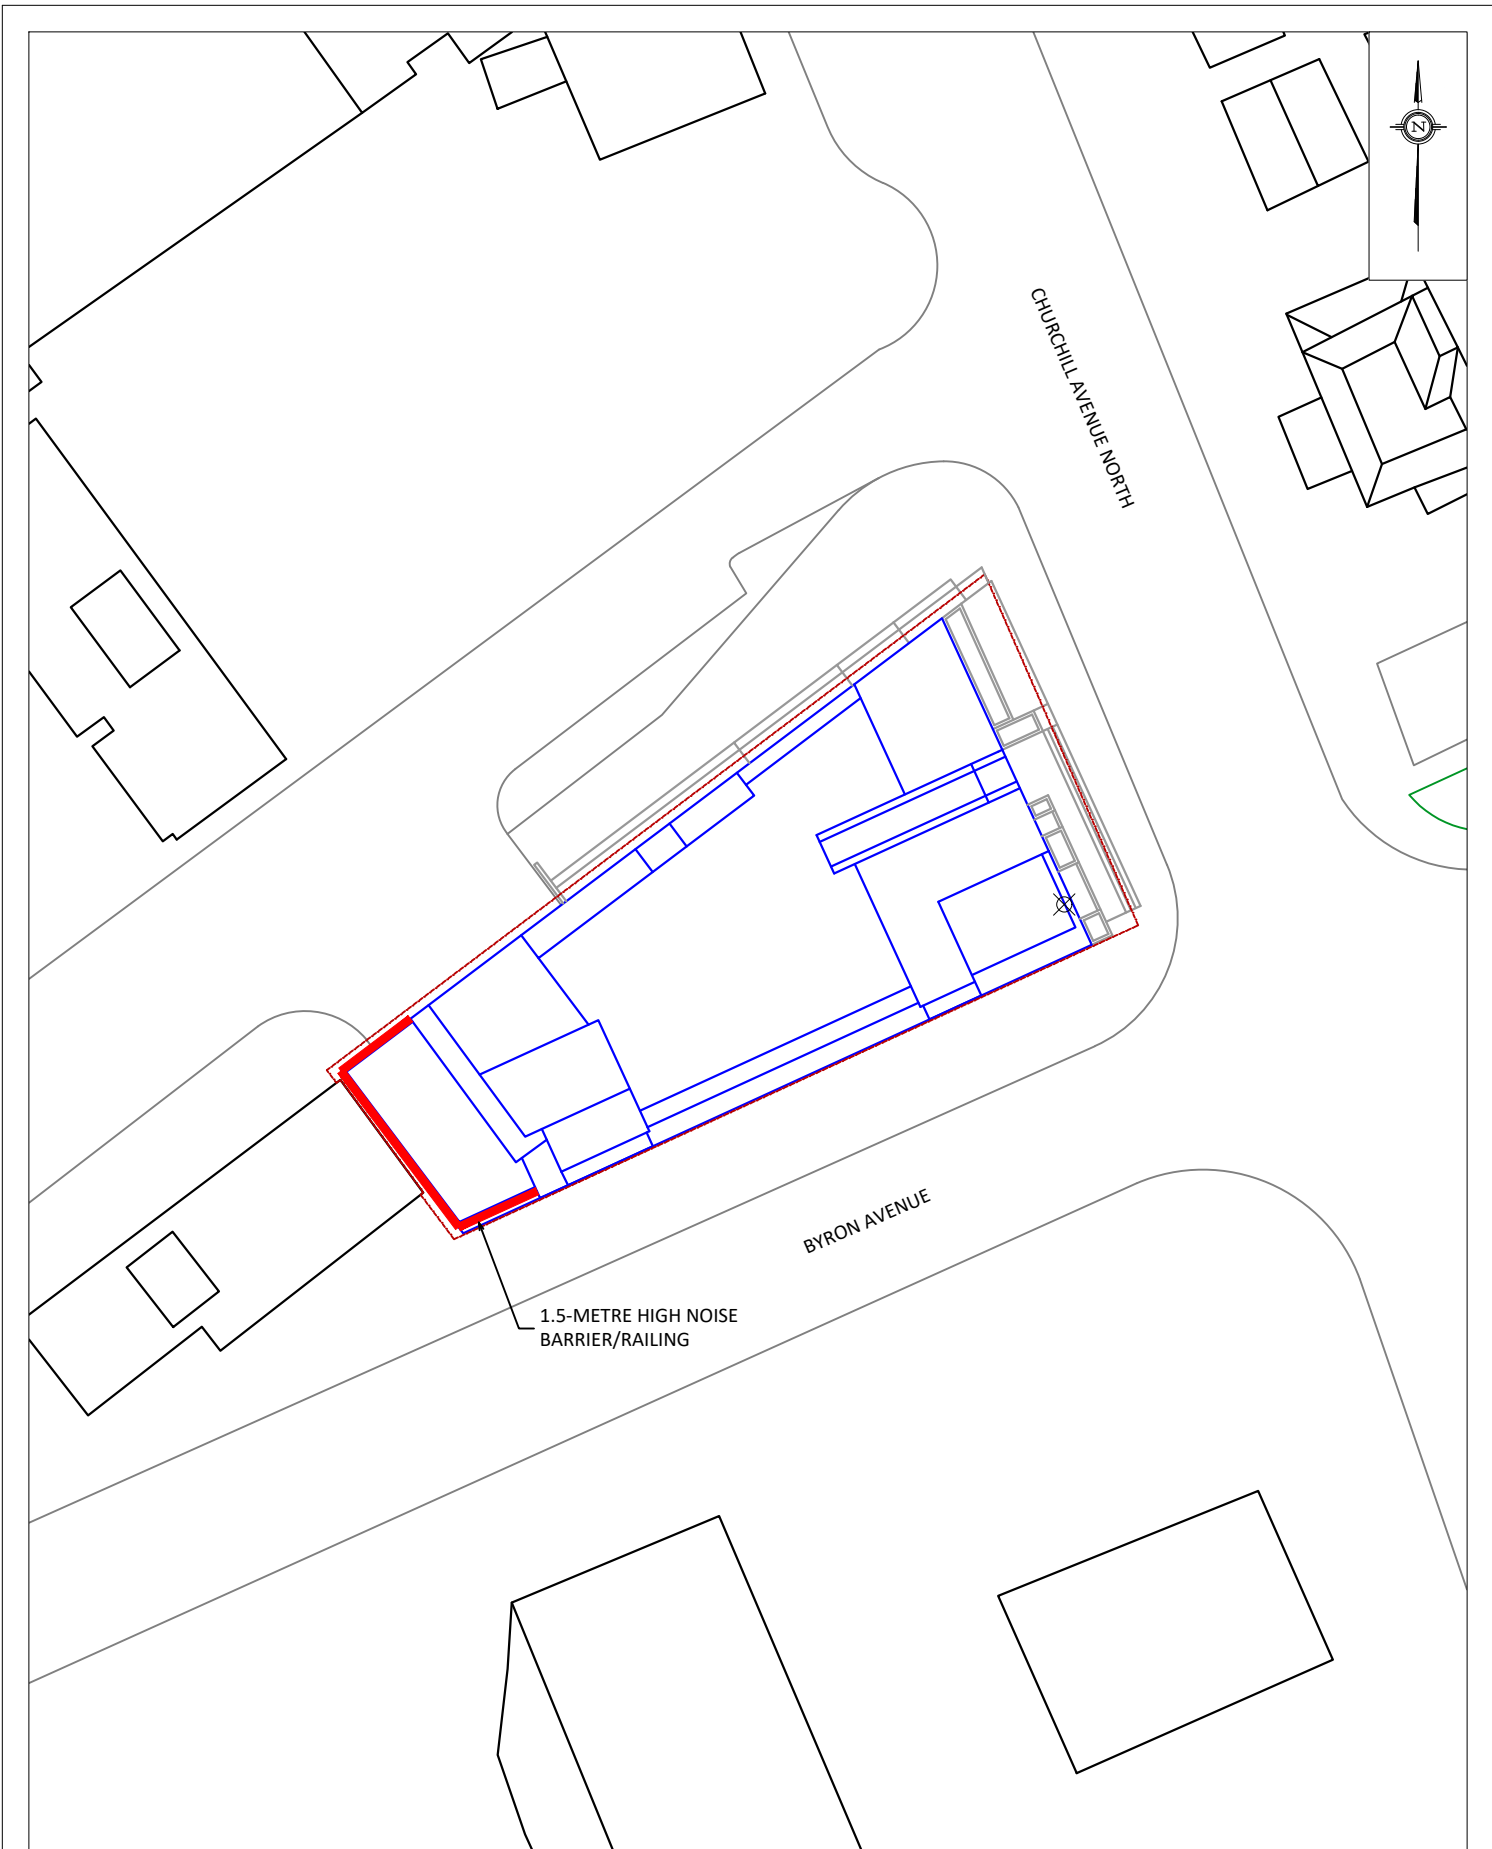 N
CHURCHILL AVENUE NORTH
BYRON AVENUE
1.5-METRE HIGH NOISE
BARRIER/RAILING